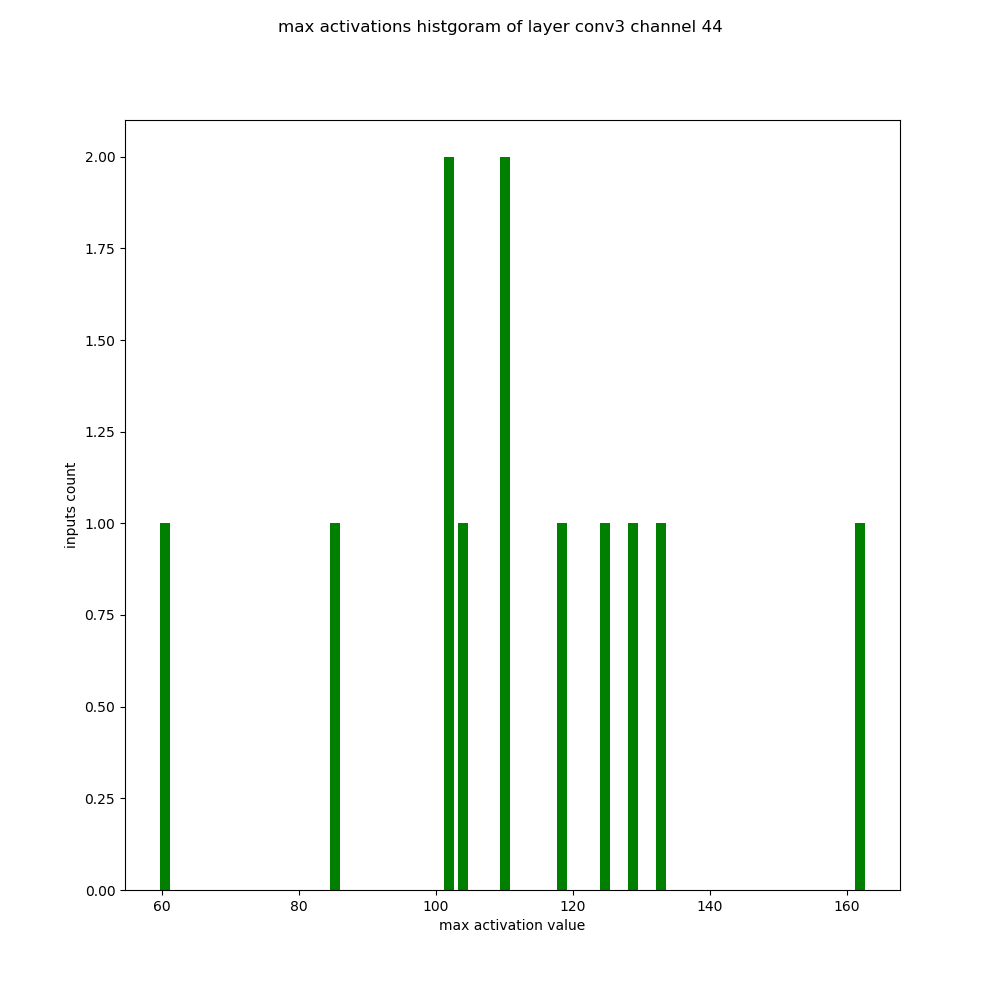 max activations histgoram of layer conv3 channel 44
2.00
1.75
1.50
1.25
1.00
0.75
0.50
0.25
0.00
inputs count
60 80 100 120 140 160
max activation value